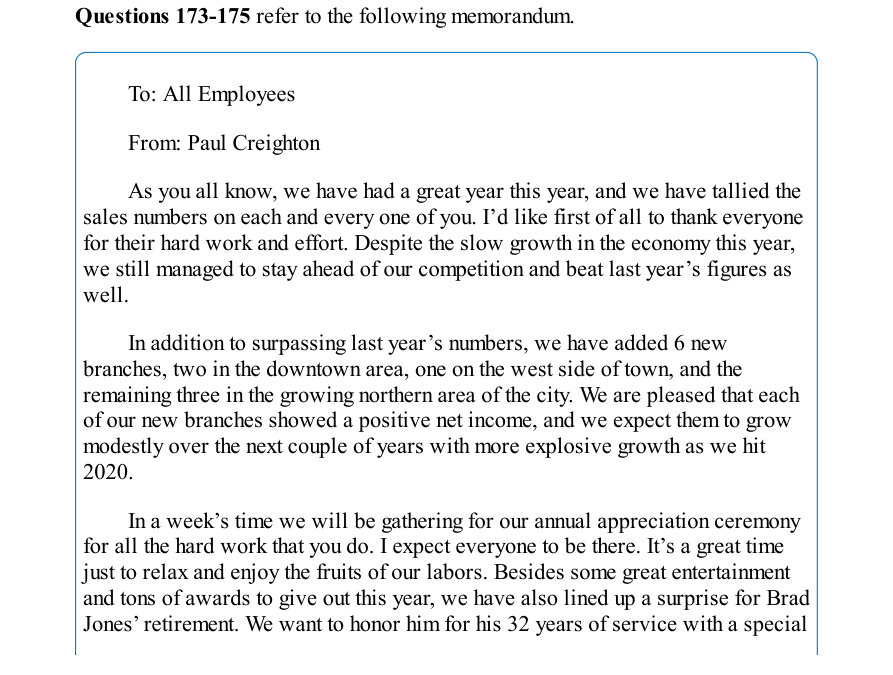 Questions 173-175 refer to the following memorandum.
To: All Employees
From: Paul Creighton
As you all know, we have had a great year this year, and we have tallied the
sales numbers on each and every one of you. I'd like first of all to thank everyone
for their hard work and effort. Despite the slow growth in the economy this year,
we still managed to stay ahead of our competition and beat last year's figures as
well.
In addition to surpassing last year's numbers, we have added 6 new
branches, two in the downtown area, one on the west side of town, and the
remaining three in the growing northern area of the city. We are pleased that each
of our new branches showed a positive net income, and we expect them to grow
modestly over the next couple of years with more explosive growth as we hit
2020.
In a week's time we will be gathering for our annual appreciation ceremony
for all the hard work that you do. I expect everyone to be there. It's a great time
just to relax and enjoy the fruits of our labors. Besides some great entertainment
and tons of awards to give out this year, we have also lined up a surprise for Brad
Jones' retirement. We want to honor him for his 32 years of service with a special